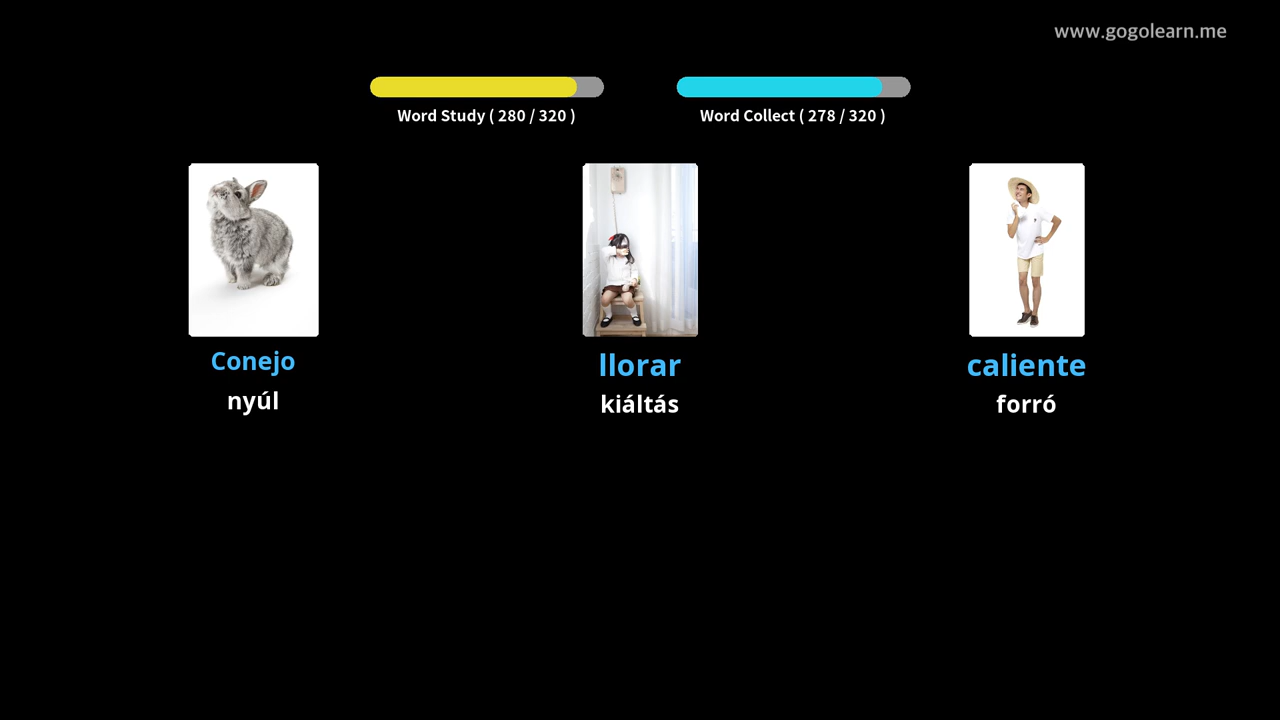 www.gogolearn.me
Word Study ( 280 / 320 )
Word Collect ( 278 / 320 )
Conejo
nyúl
llorar
kiáltás
caliente
forró